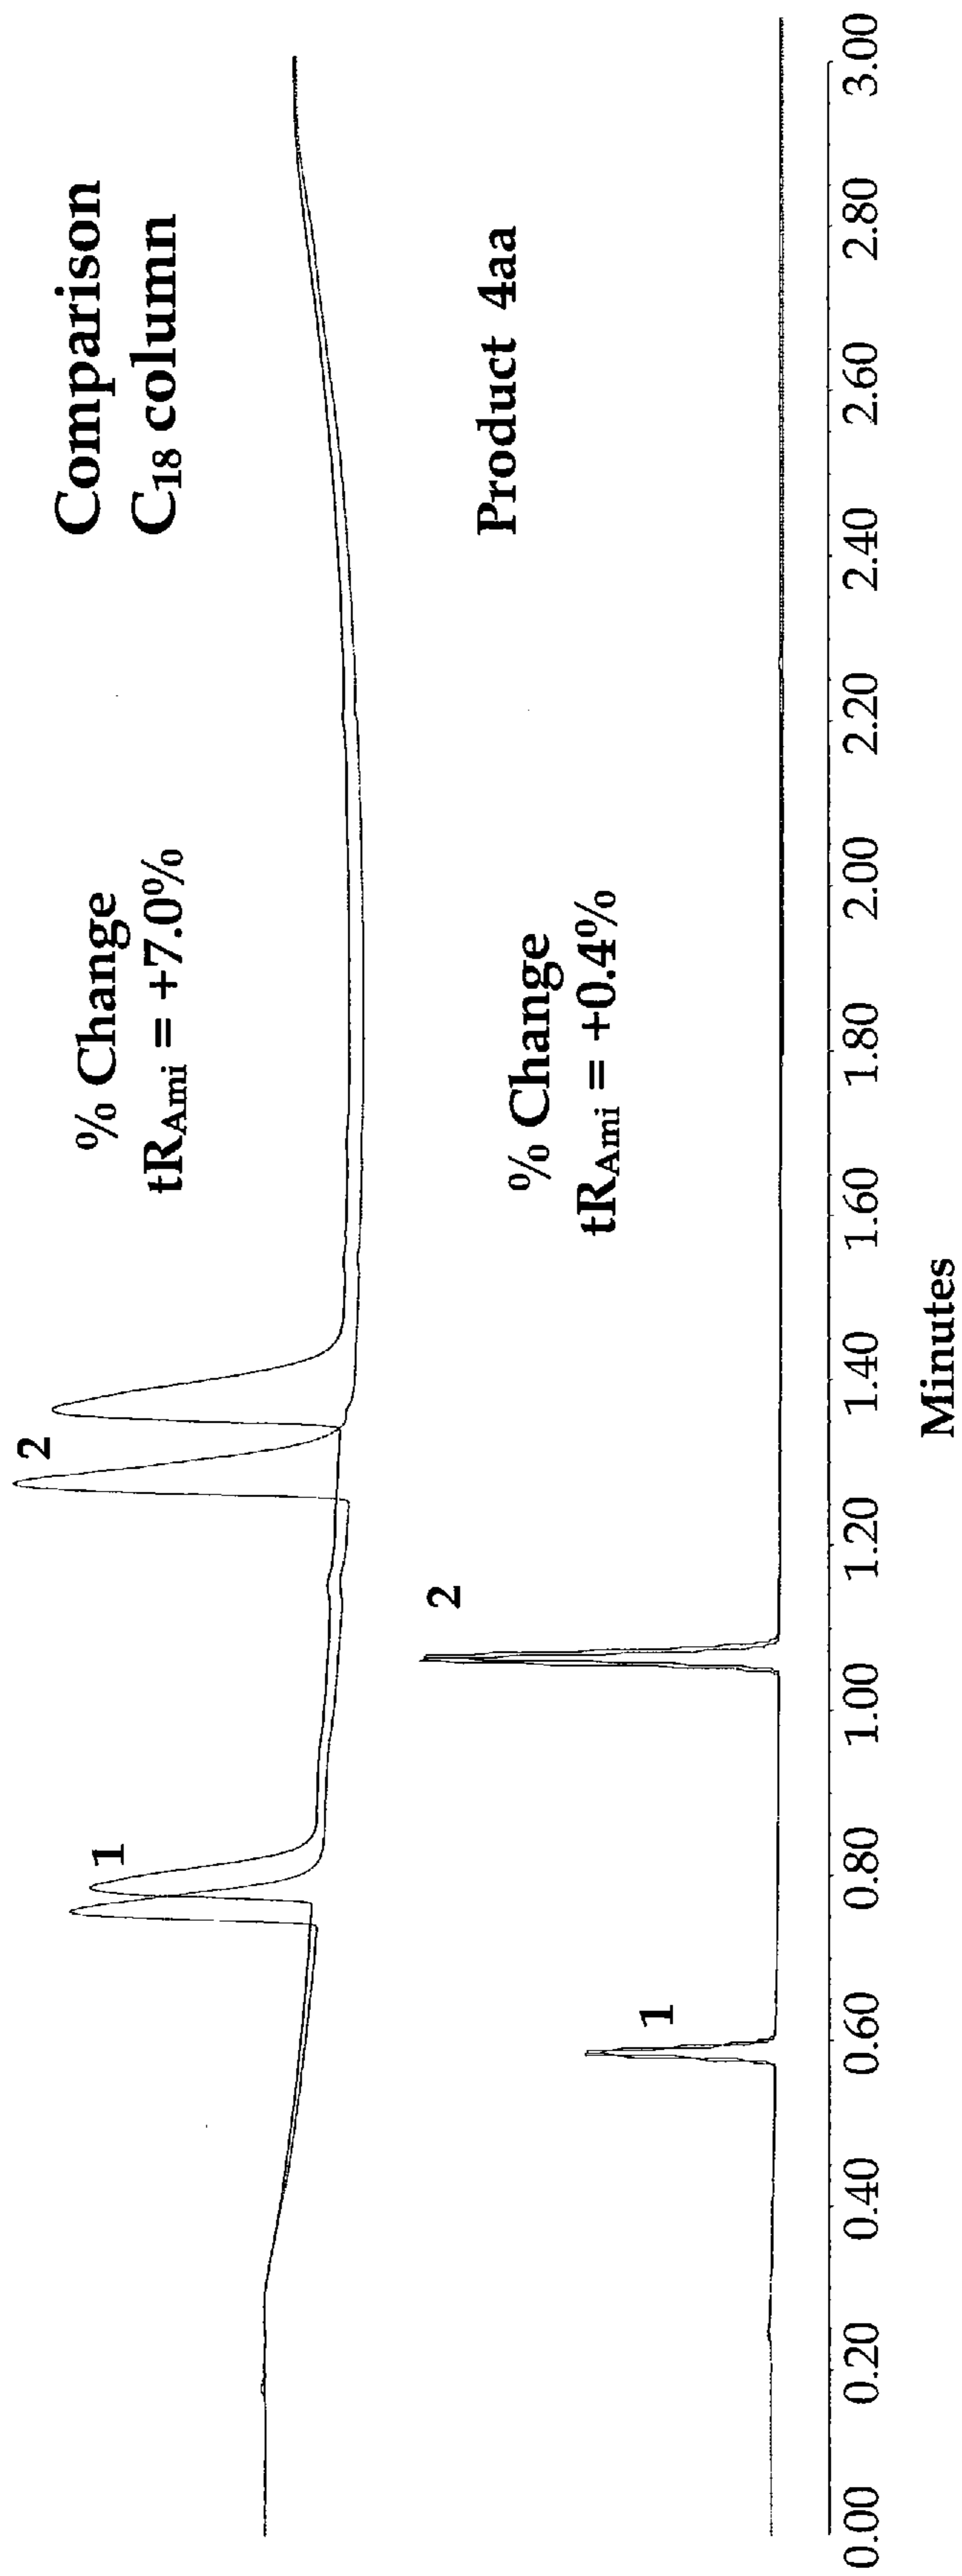 Comparison
C₁₈ column
% Change
tR_Ami = +7.0%
2
1
Product 4aa
% Change
tR_Ami = +0.4%
2
1
0.00 0.20 0.40 0.60 0.80 1.00 1.20 1.40 1.60 1.80 2.00 2.20 2.40 2.60 2.80 3.00
Minutes